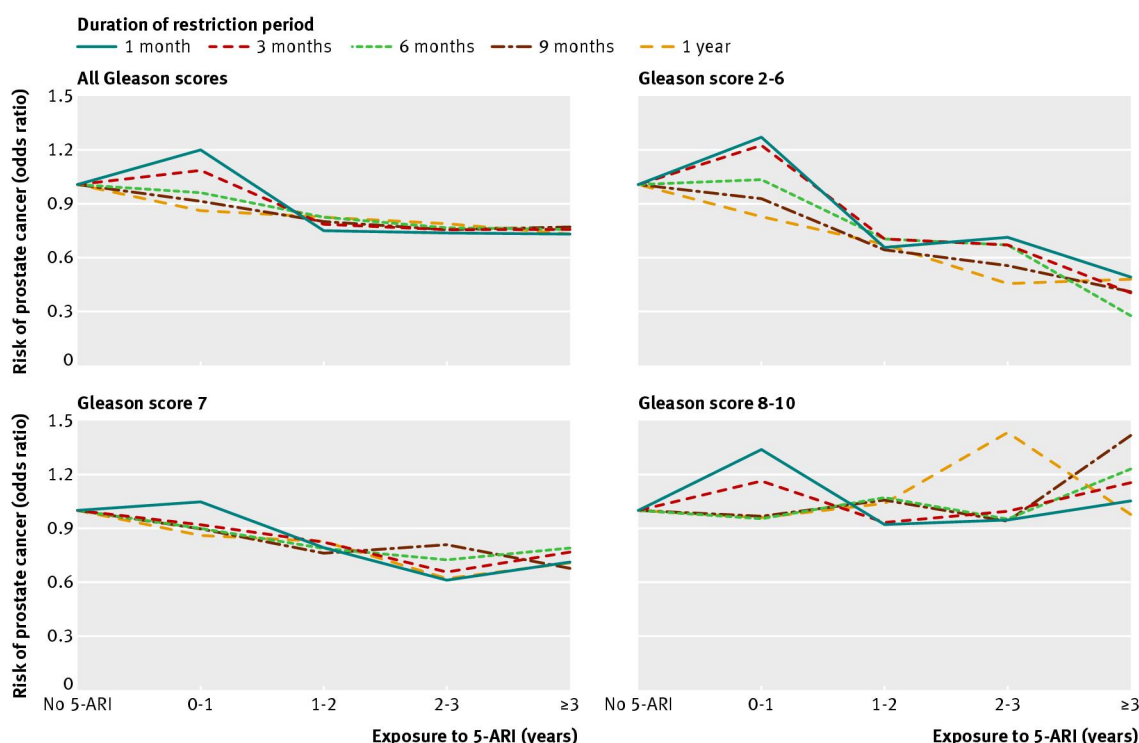 Duration of restriction period
1 month 3 months 6 months 9 months 1 year
All Gleason scores
Risk of prostate cancer (odds ratio)
1.5
1.2
0.9
0.6
0.3
0
Gleason score 2-6
Gleason score 7
Risk of prostate cancer (odds ratio)
1.5
1.2
0.9
0.6
0.3
0
No 5-ARI 0-1 1-2 2-3 ≥3
Exposure to 5-ARI (years)
Gleason score 8-10
No 5-ARI 0-1 1-2 2-3 ≥3
Exposure to 5-ARI (years)